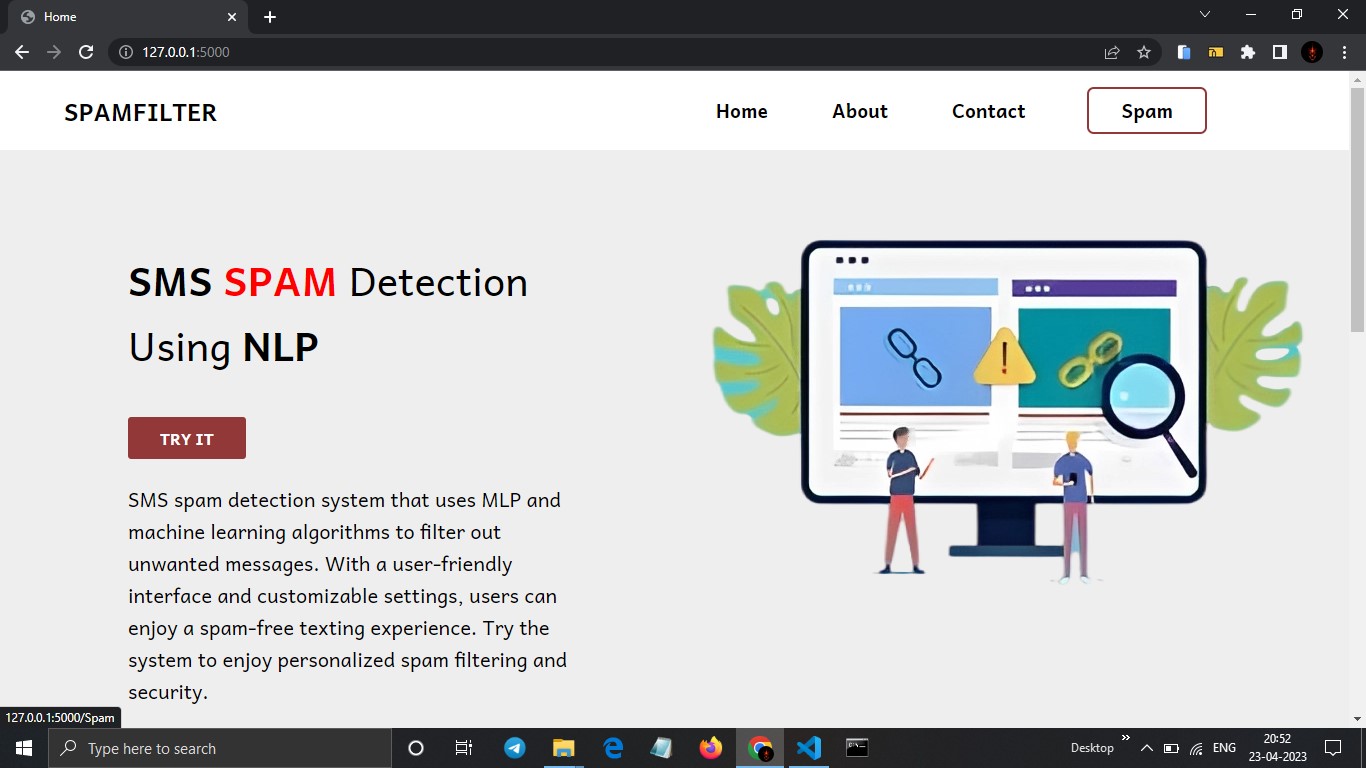 Home
127.0.0.1:5000
SPAMFILTER
Home About Contact Spam
SMS SPAM Detection
Using NLP
TRY IT
SMS spam detection system that uses MLP and
machine learning algorithms to filter out
unwanted messages. With a user-friendly
interface and customizable settings, users can
enjoy a spam-free texting experience. Try the
system to enjoy personalized spam filtering and
security.
127.0.0.1:5000/Spam
Type here to search
Desktop
ENG
20:52
23-04-2023